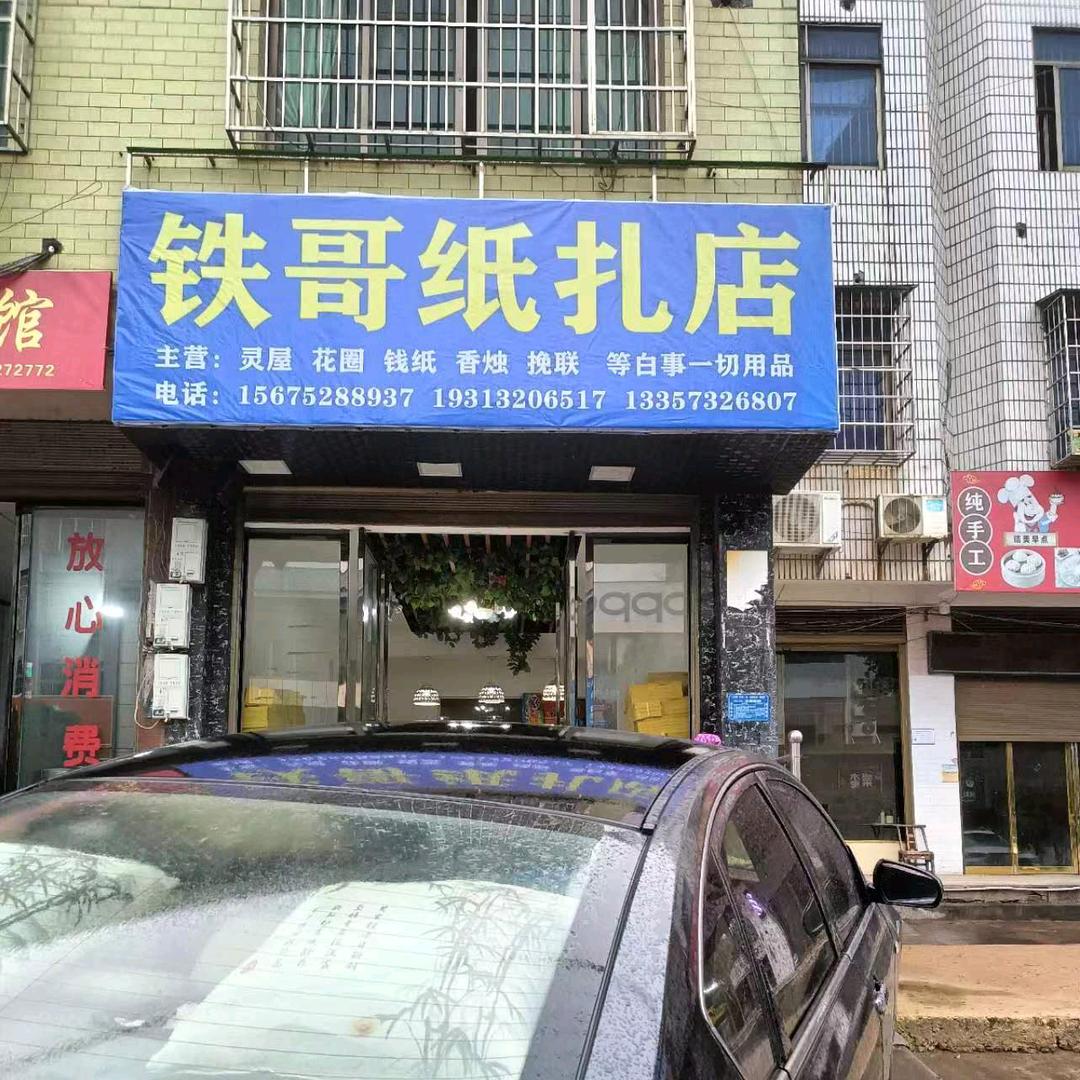 铁哥纸扎店
主营：灵屋 花圈 钱纸 香烛 挽联 等白事一切用品
电话：15675288937 19313206517 13357326807
馆
272772
放心消费
纯手工